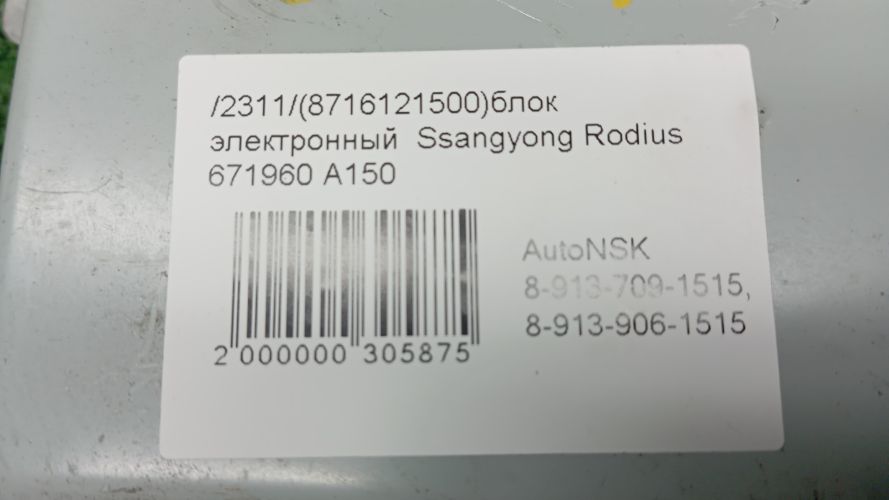 /2311/(8716121500)блок
электронный Ssangyong Rodius
671960 A150
AutoNSK
8-913-709-1515,
8-913-906-1515
2 000000 305875